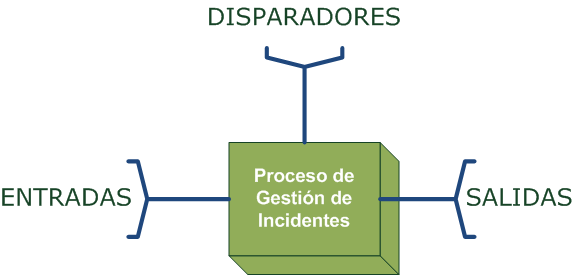 DISPARADORES
ENTRADAS
Proceso de
Gestión de
Incidentes
SALIDAS